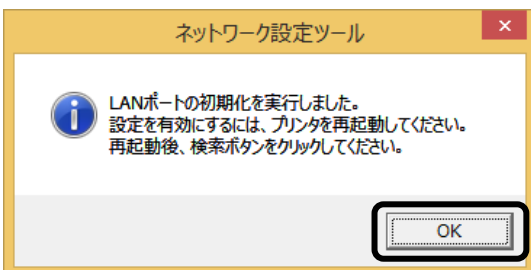 ネットワーク設定ツール
LANポートの初期化を実行しました。
設定を有効にするには、プリンタを再起動してください。
再起動後、検索ボタンをクリックしてください。
OK